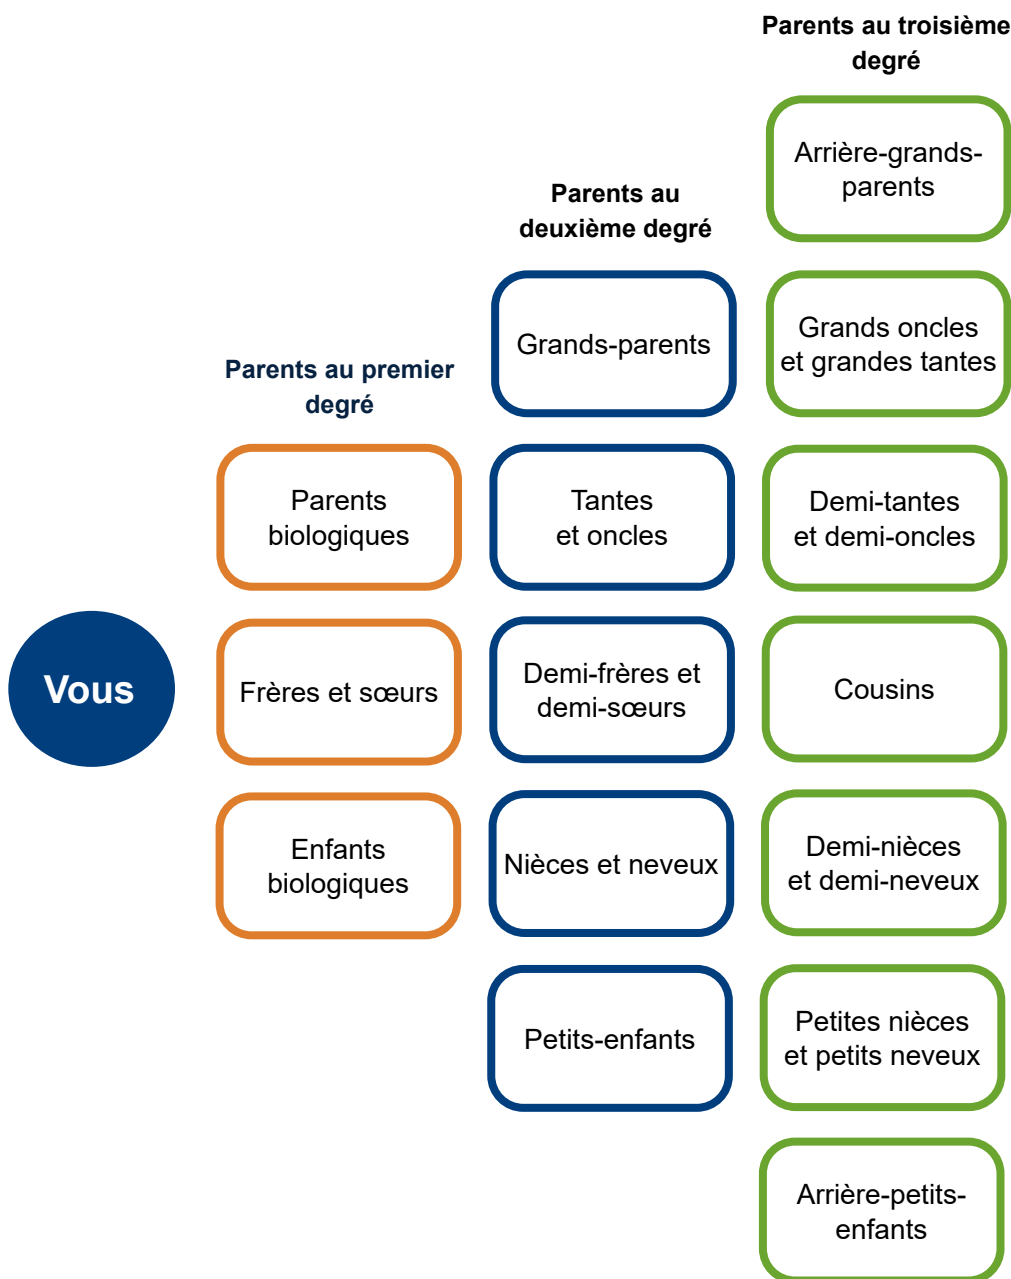 Parents au troisième
degré
Arrière-grands-
parents
Parents au
deuxième degré
Grands-parents
Grands oncles
et grandes tantes
Parents au premier
degré
Parents
biologiques
Tantes
et oncles
Demi-tantes
et demi-oncles
Vous
Frères et sœurs
Demi-frères et
demi-sœurs
Cousins
Enfants
biologiques
Nièces et neveux
Demi-nièces
et demi-neveux
Petits-enfants
Petites nièces
et petits neveux
Arrière-petits-
enfants